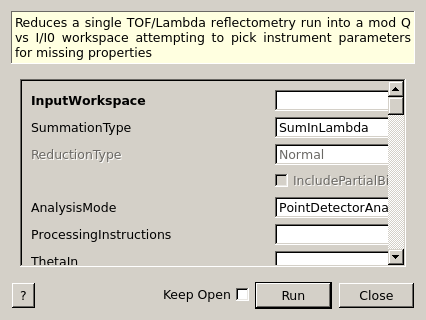 Reduces a single TOF/Lambda reflectometry run into a mod Q
vs I/I0 workspace attempting to pick instrument parameters
for missing properties
InputWorkspace
SummationType SumInLambda
ReductionType Normal
IncludePartialBi
AnalysisMode PointDetectorAna
ProcessingInstructions
ThetaIn
? Keep Open Run Close